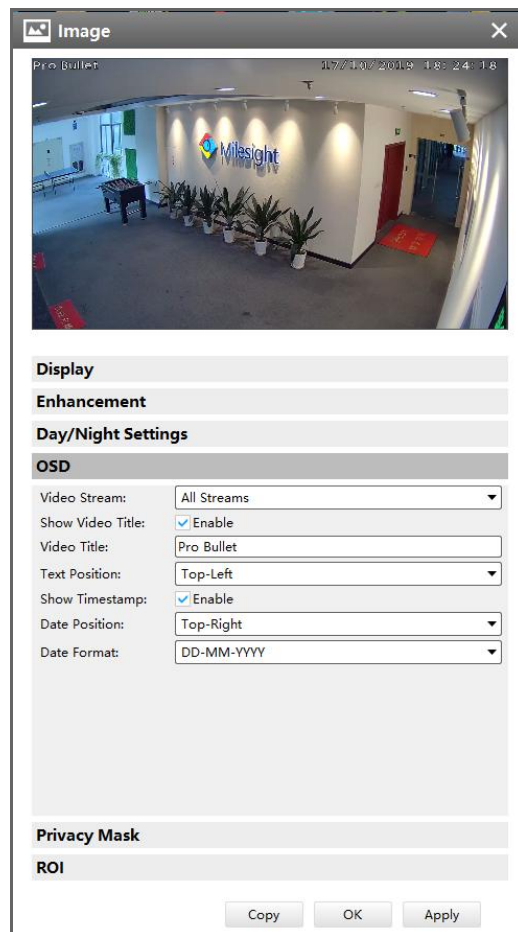 Image
Pro Bullet 17/10/2019 18:24:18
Milesight
Display
Enhancement
Day/Night Settings
OSD
Video Stream: All Streams
Show Video Title: Enable
Video Title: Pro Bullet
Text Position: Top-Left
Show Timestamp: Enable
Date Position: Top-Right
Date Format: DD-MM-YYYY
Privacy Mask
ROI
Copy OK Apply